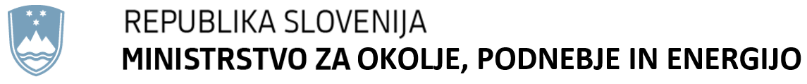 REPUBLIKA SLOVENIJA
MINISTRSTVO ZA OKOLJE, PODNEBJE IN ENERGIJO